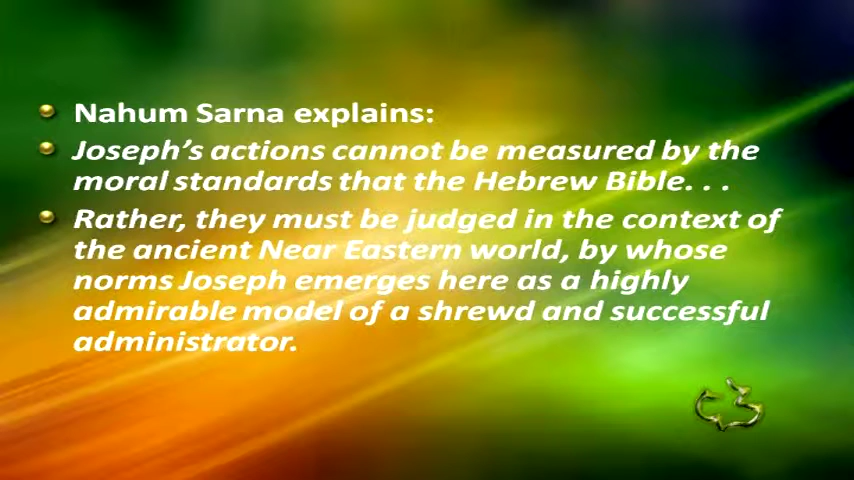 Nahum Sarna explains:
Joseph's actions cannot be measured by the
moral standards that the Hebrew Bible. . .
Rather, they must be judged in the context of
the ancient Near Eastern world, by whose
norms Joseph emerges here as a highly
admirable model of a shrewd and successful
administrator.